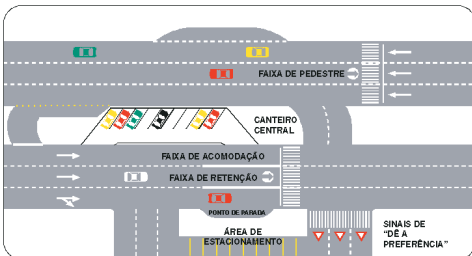 FAIXA DE PEDESTRE
CANTEIRO
CENTRAL
FAIXA DE ACOMODAÇÃO
FAIXA DE RETENÇÃO
PONTO DE PARADA
ÁREA DE
ESTACIONAMENTO
SINAIS DE
"DÊ A
PREFERÊNCIA"